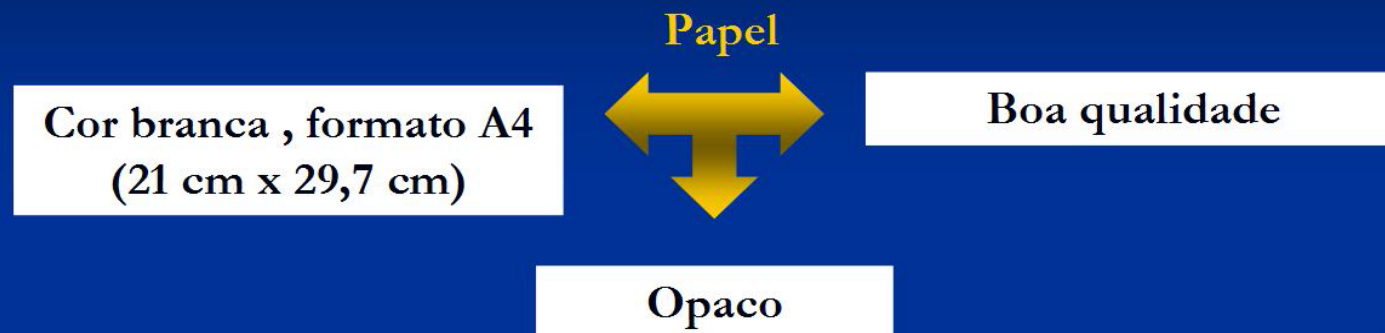 Papel
Cor branca , formato A4
(21 cm x 29,7 cm)
Boa qualidade
Opaco